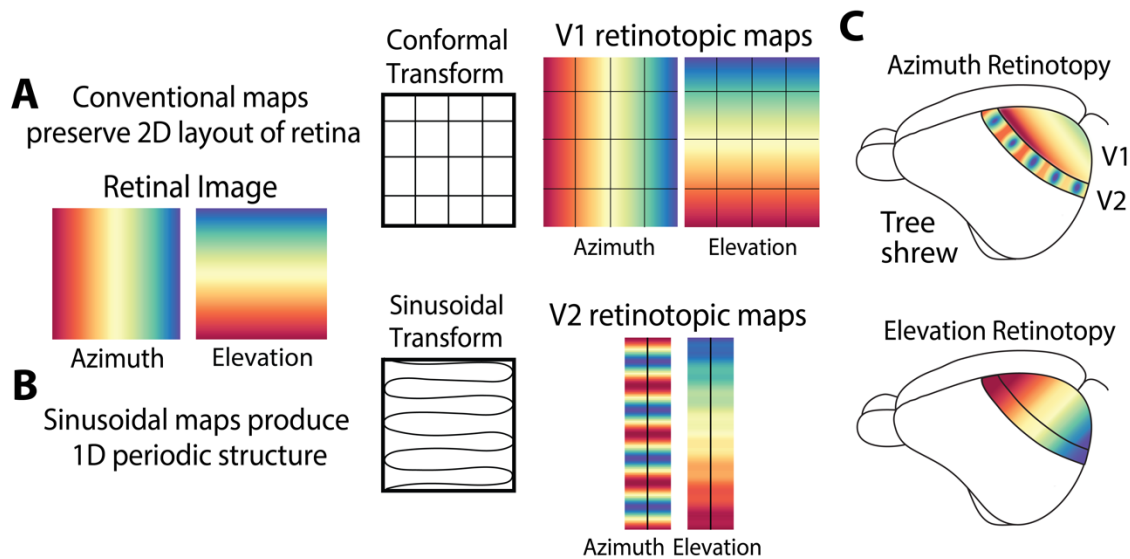 A
Conventional maps
preserve 2D layout of retina
Retinal Image
Azimuth
Elevation
Conformal
Transform
V1 retinotopic maps
Azimuth
Elevation
B
Sinusoidal maps produce
1D periodic structure
Sinusoidal
Transform
V2 retinotopic maps
Azimuth
Elevation
C
Azimuth Retinotopy
V1
V2
Tree
shrew
Elevation Retinotopy